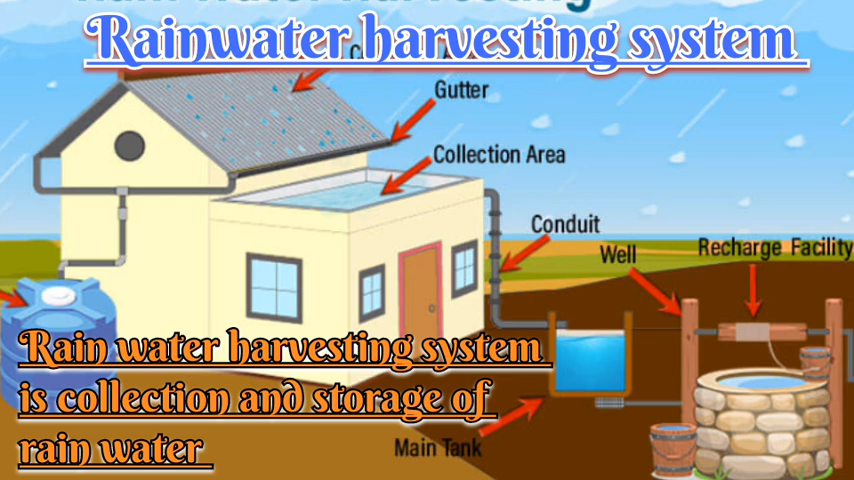 Rainwater harvesting system
Gutter
Collection Area
Conduit
Well
Recharge Facility
Rain water harvesting system
is collection and storage of
rain water
Main Tank